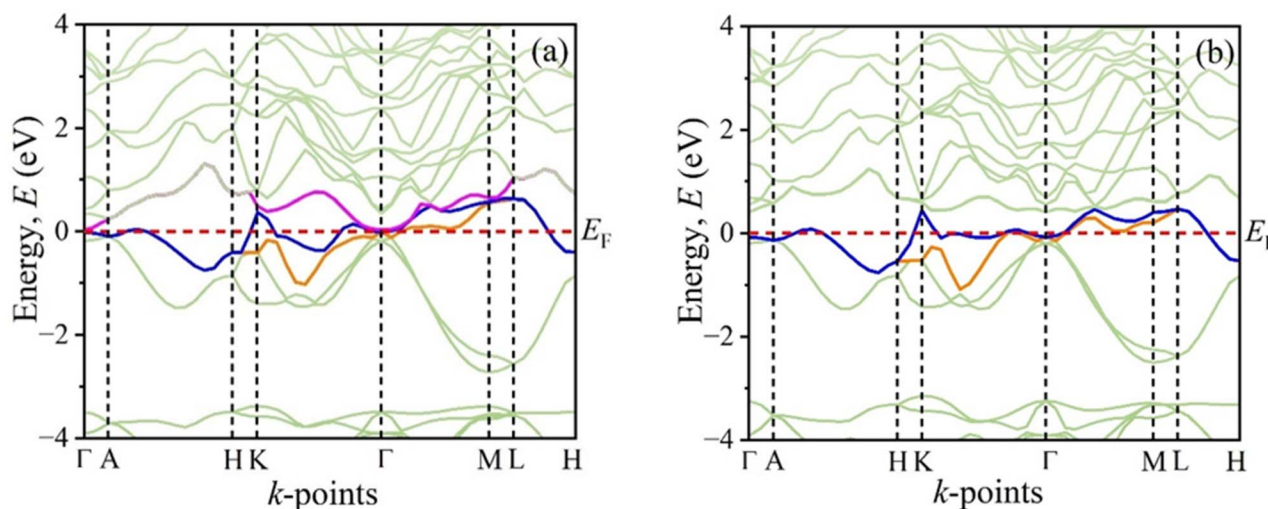 (a)
4
2
0
−2
−4
Energy, E (eV)
E_F
Γ A H K Γ M L H
k-points
(b)
4
2
0
−2
−4
Energy, E (eV)
E
Γ A H K Γ M L H
k-points